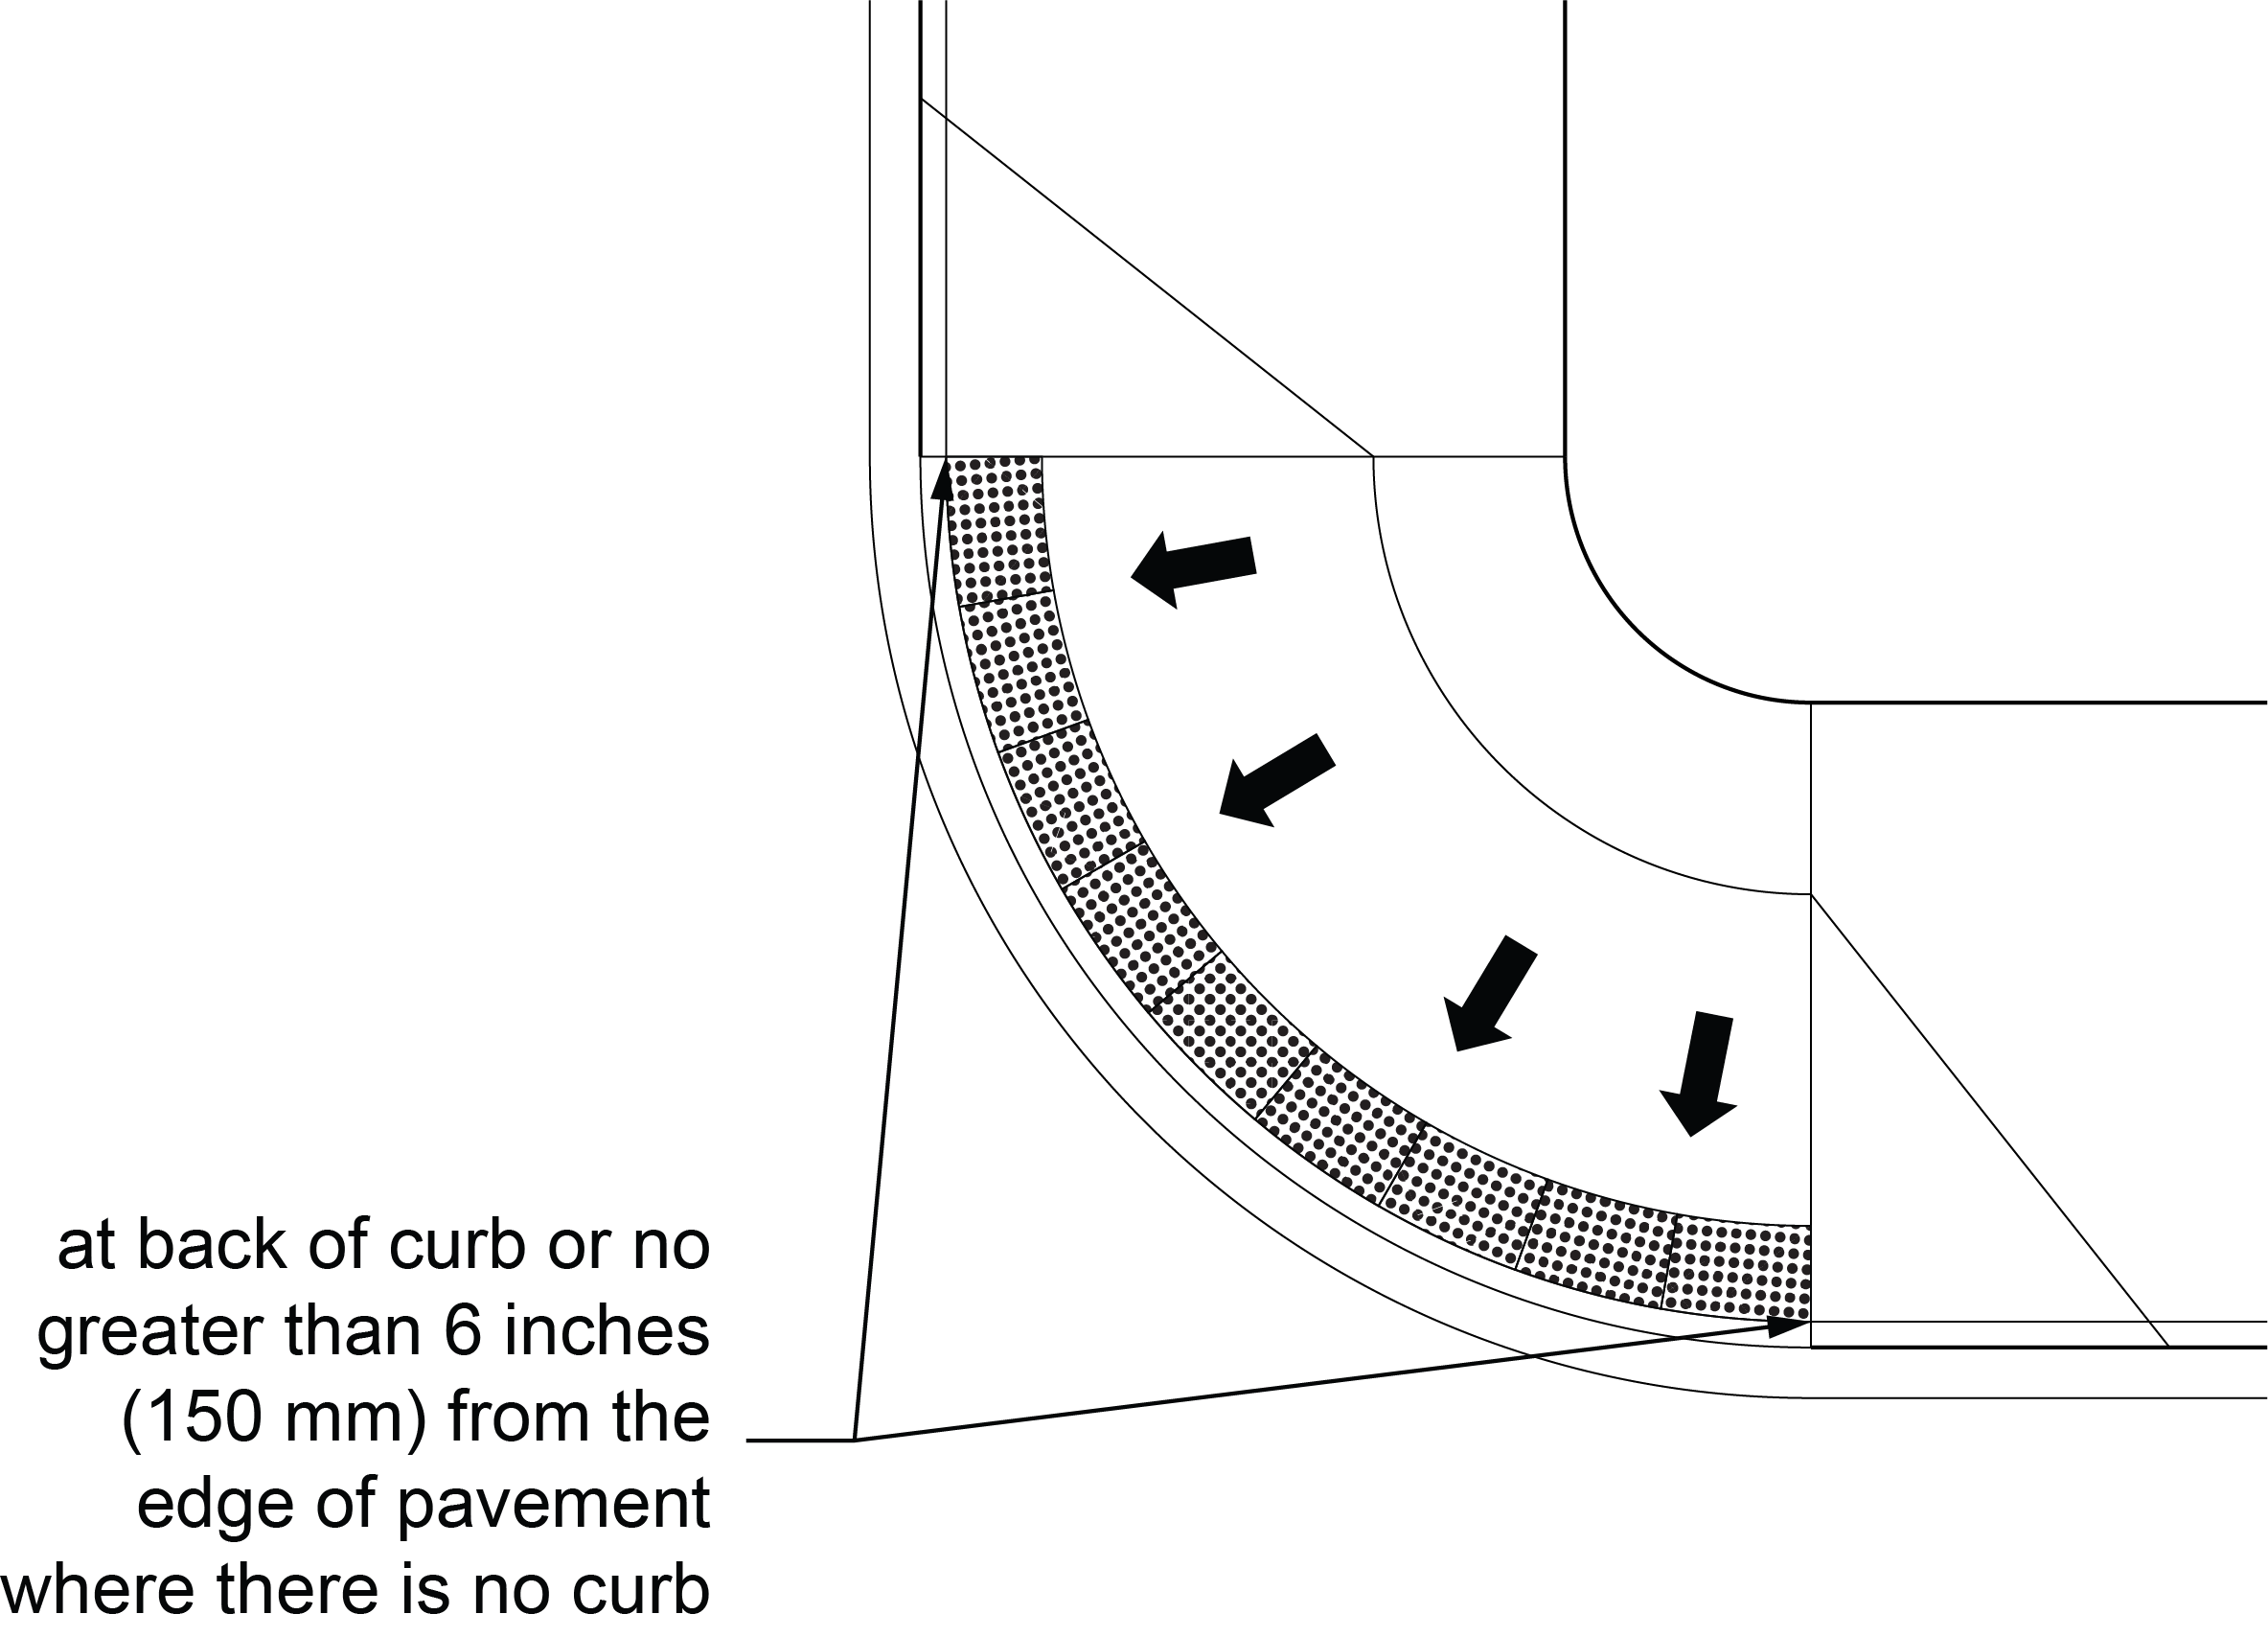 at back of curb or no
greater than 6 inches
(150 mm) from the
edge of pavement
where there is no curb